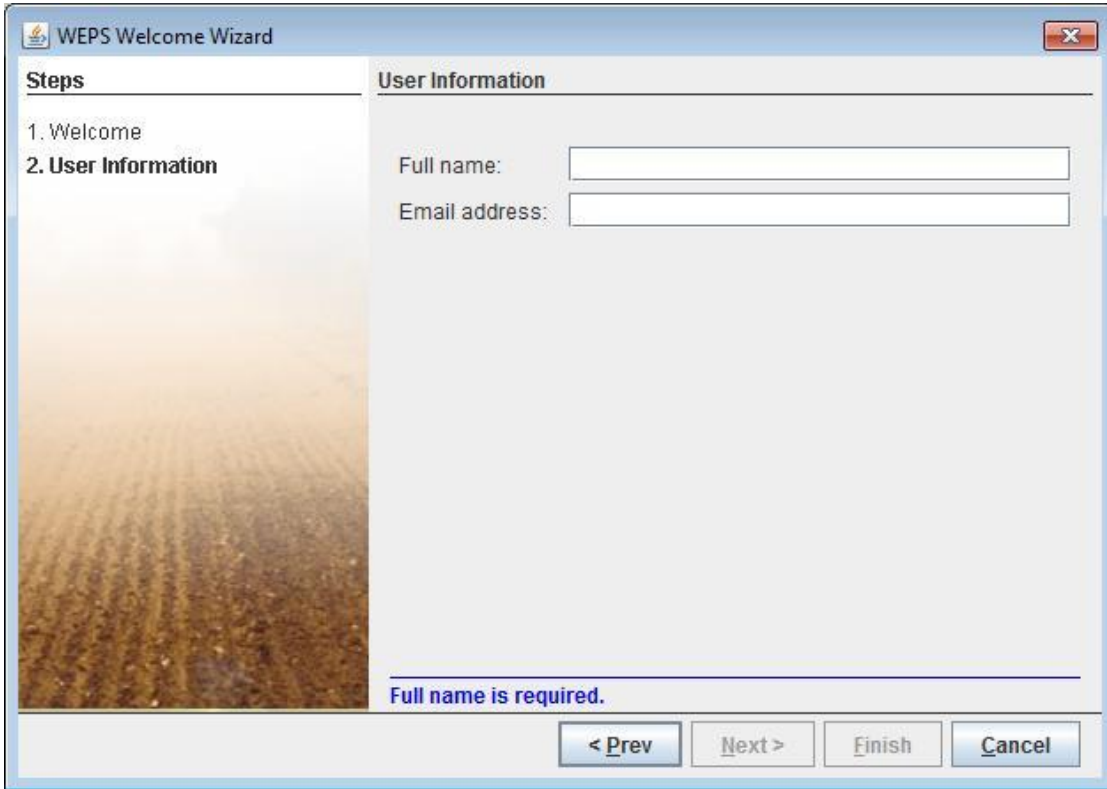 WEPS Welcome Wizard
Steps
1. Welcome
2. User Information
User Information
Full name:
Email address:
Full name is required.
< Prev
Next >
Finish
Cancel